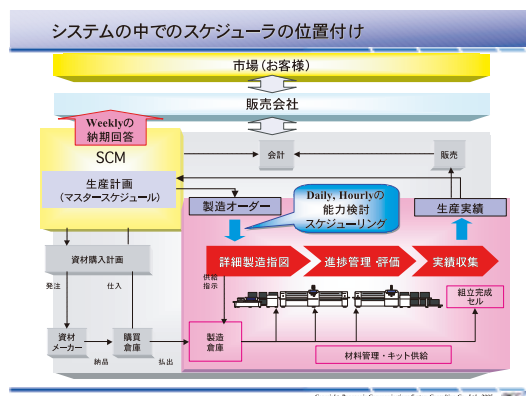 システムの中でのスケジューラの位置付け
市場（お客様）
販売会社
Weeklyの
納期回答
SCM
会計
販売
生産計画
（マスタースケジュール）
製造オーダー
Daily, Hourlyの
能力検討
スケジューリング
生産実績
資材購入計画
詳細製造指図
進捗管理・評価
実績収集
発注
仕入
供給
指示
組立完成
セル
資材
メーカー
納品
購買
倉庫
払出
製造
倉庫
材料管理・キット供給